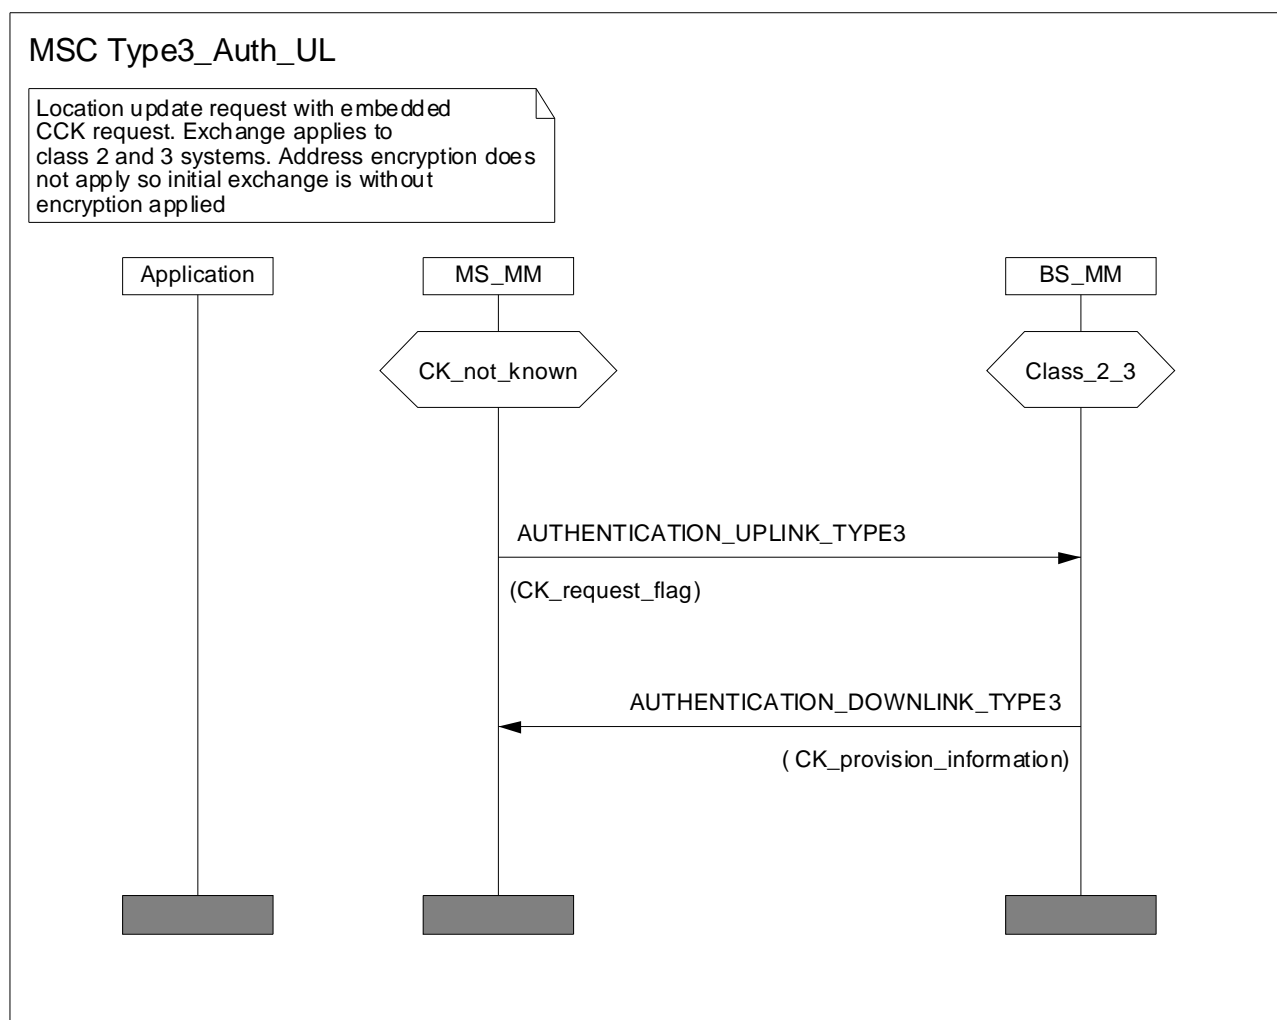 MSC Type3_Auth_UL
Location update request with embedded
CCK request. Exchange applies to
class 2 and 3 systems. Address encryption does
not apply so initial exchange is without
encryption applied
Application
MS_MM
BS_MM
CK_not_known
Class_2_3
AUTHENTICATION_UPLINK_TYPE3
(CK_request_flag)
AUTHENTICATION_DOWNLINK_TYPE3
( CK_provision_information)